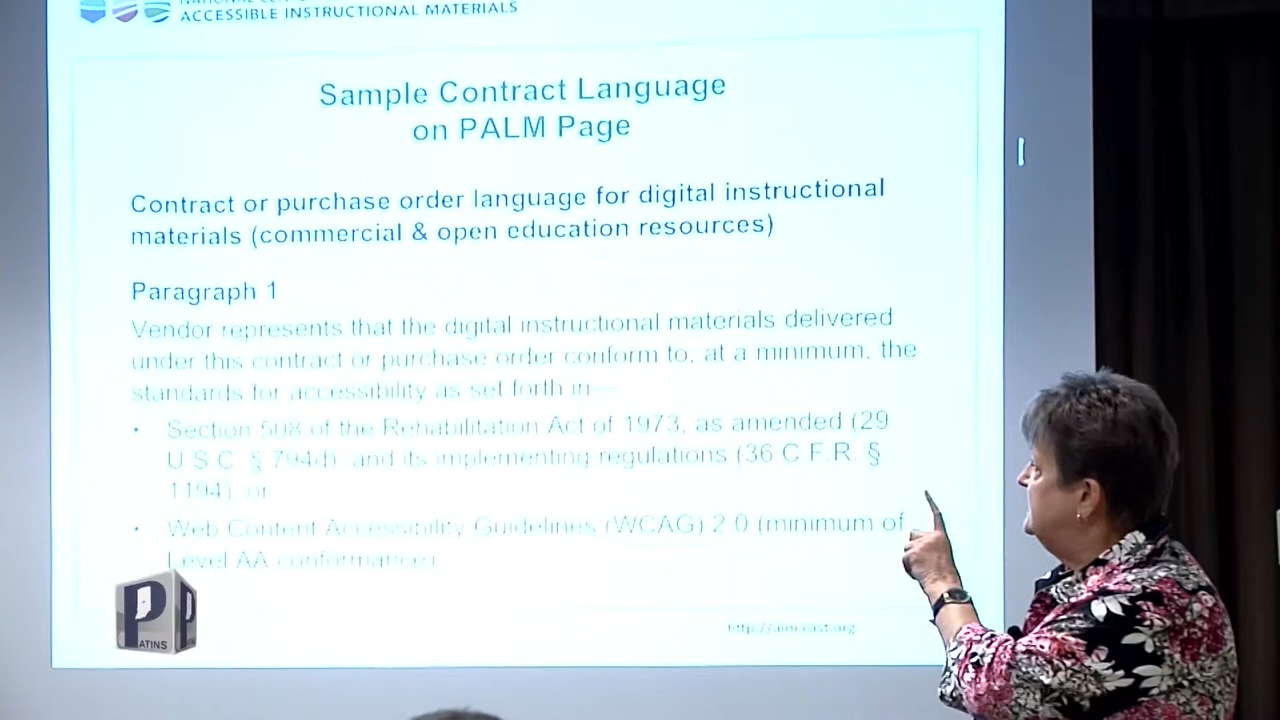 ACCESSIBLE INSTRUCTIONAL MATERIALS
Sample Contract Language
on PALM Page
Contract or purchase order language for digital instructional
materials (commercial & open education resources)
Paragraph 1
Vendor represents that the digital instructional materials delivered
under this contract or purchase order conform to, at a minimum, the
standards for accessibility as set forth in—
• Section 508 of the Rehabilitation Act of 1973, as amended (29
U.S.C. § 794d), and its implementing regulations (36 C.F.R. §
1194); or
• Web Content Accessibility Guidelines (WCAG) 2.0 (minimum of
Level AA conformance)
PATINS
http://aim.cast.org